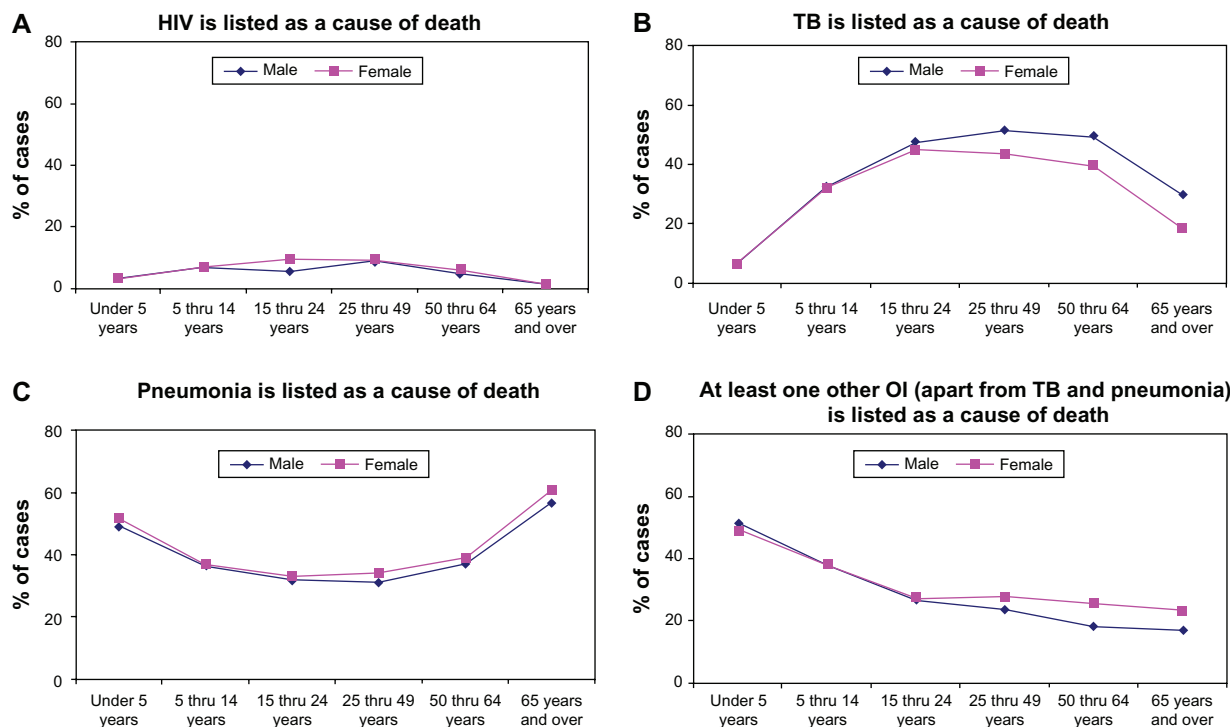 A
HIV is listed as a cause of death
80
60
40
20
0
% of cases
Male
Female
Under 5
years
5 thru 14
years
15 thru 24
years
25 thru 49
years
50 thru 64
years
65 years
and over
B
TB is listed as a cause of death
80
60
40
20
0
% of cases
Male
Female
Under 5
years
5 thru 14
years
15 thru 24
years
25 thru 49
years
50 thru 64
years
65 years
and over
C
Pneumonia is listed as a cause of death
80
60
40
20
0
% of cases
Male
Female
Under 5
years
5 thru 14
years
15 thru 24
years
25 thru 49
years
50 thru 64
years
65 years
and over
D
At least one other OI (apart from TB and pneumonia)
is listed as a cause of death
80
60
40
20
0
% of cases
Male
Female
Under 5
years
5 thru 14
years
15 thru 24
years
25 thru 49
years
50 thru 64
years
65 years
and over